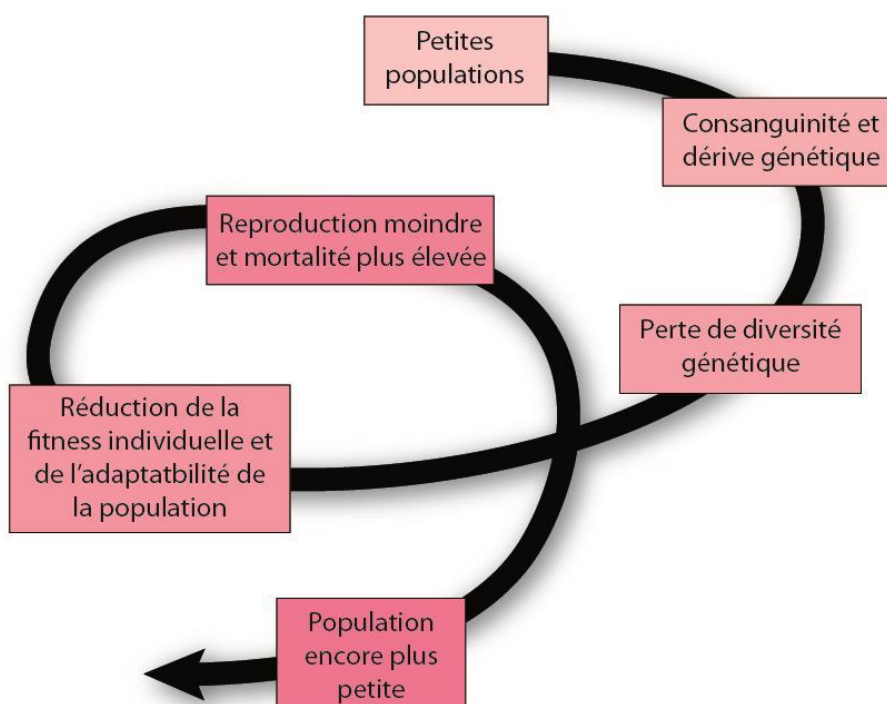 Petites
populations
Consanguinité et
dérive génétique
Perte de diversité
génétique
Réduction de la
fitness individuelle et
de l'adaptatbilité de
la population
Reproduction moindre
et mortalité plus élevée
Population
encore plus
petite